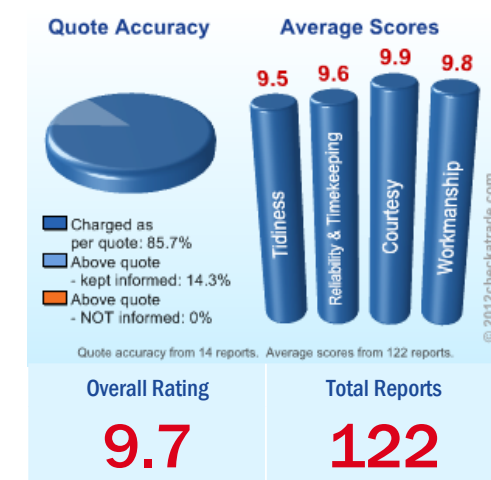 Quote Accuracy
Average Scores
9.5
9.6
9.9
9.8
Tidiness
Reliability & Timekeeping
Courtesy
Workmanship
Charged as
per quote: 85.7%
Above quote
- kept informed: 14.3%
Above quote
- NOT informed: 0%
© 2012checkatrade.com
Quote accuracy from 14 reports. Average scores from 122 reports.
Overall Rating
Total Reports
9.7
122